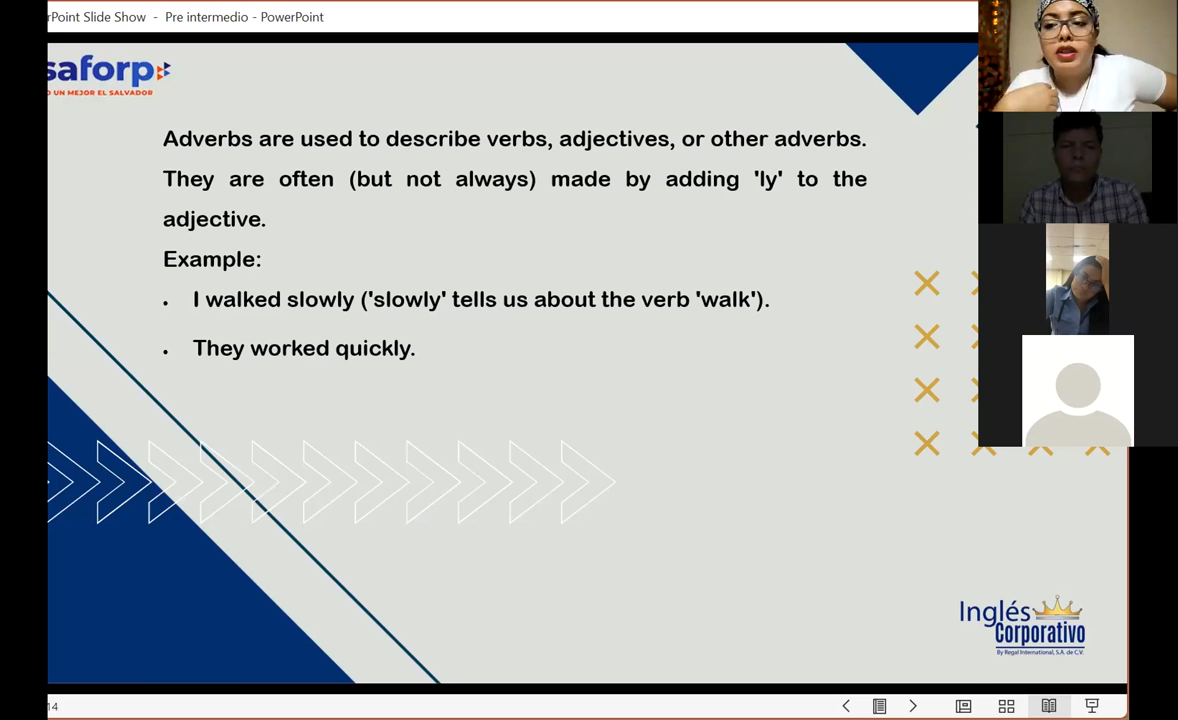 rPoint Slide Show - Pre intermedio - PowerPoint
saforp
O UN MEJOR EL SALVADOR
Adverbs are used to describe verbs, adjectives, or other adverbs.
They are often (but not always) made by adding 'ly' to the
adjective.
Example:
• I walked slowly ('slowly' tells us about the verb 'walk').
• They worked quickly.
Inglés
Corporativo
By Regal International, S.A. de C.V.
14